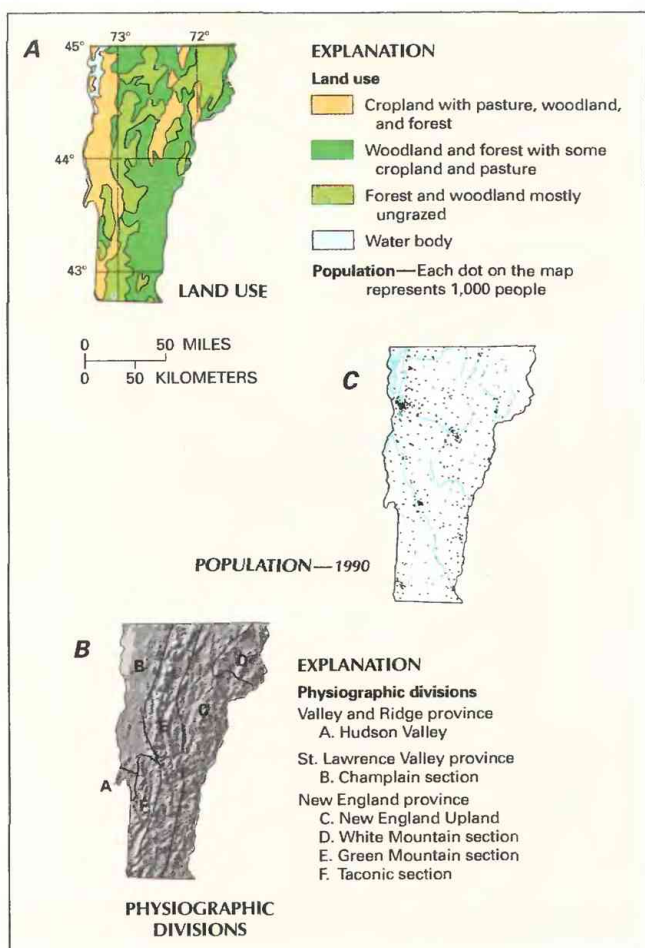 A
45°
73°
72°
44°
43°
LAND USE
0 50 MILES
0 50 KILOMETERS
EXPLANATION
Land use
Cropland with pasture, woodland,
and forest
Woodland and forest with some
cropland and pasture
Forest and woodland mostly
ungrazed
Water body
Population—Each dot on the map
represents 1,000 people
C
POPULATION—1990
B
B
D
C
E
A
F
PHYSIOGRAPHIC
DIVISIONS
EXPLANATION
Physiographic divisions
Valley and Ridge province
A. Hudson Valley
St. Lawrence Valley province
B. Champlain section
New England province
C. New England Upland
D. White Mountain section
E. Green Mountain section
F. Taconic section